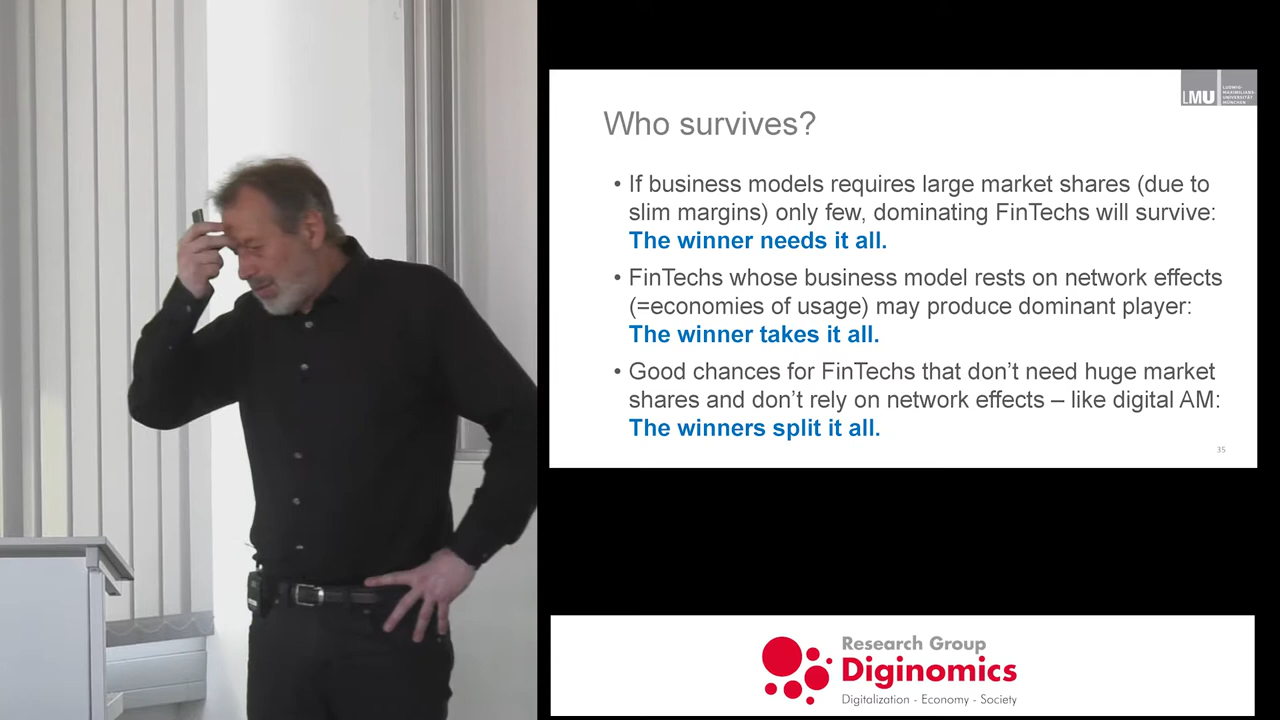 LMU
LUDWIG-
MAXIMILIANS-
UNIVERSITÄT
MÜNCHEN
Who survives?
• If business models requires large market shares (due to
slim margins) only few, dominating FinTechs will survive:
The winner needs it all.
• FinTechs whose business model rests on network effects
(=economies of usage) may produce dominant player:
The winner takes it all.
• Good chances for FinTechs that don’t need huge market
shares and don’t rely on network effects – like digital AM:
The winners split it all.
35
Research Group
Diginomics
Digitalization - Economy - Society